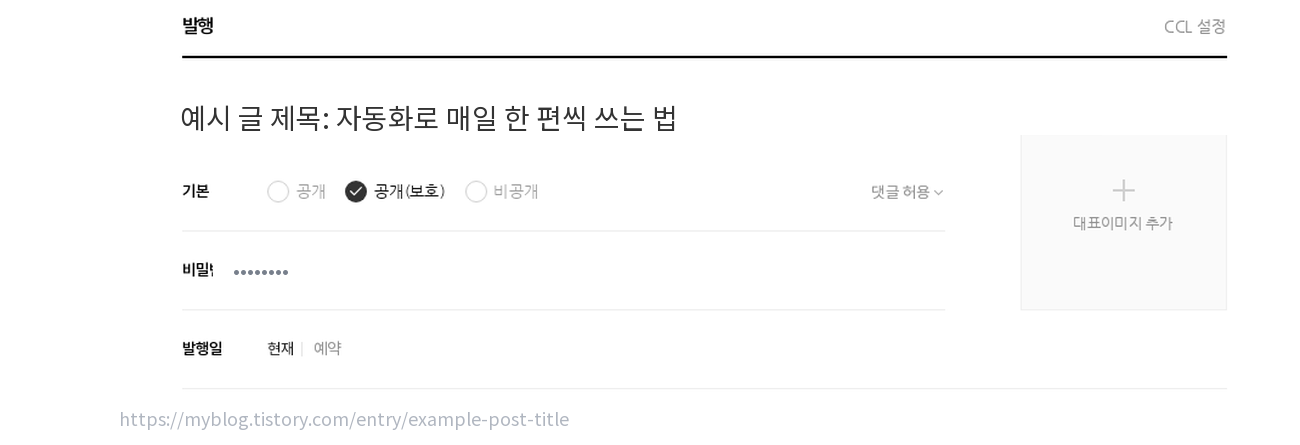 발행 CCL 설정
예시 글 제목: 자동화로 매일 한 편씩 쓰는 법
기본 공개 공개(보호) 비공개 댓글 허용
대표이미지 추가
비밀 ••••••••
발행일 현재 예약
https://myblog.tistory.com/entry/example-post-title